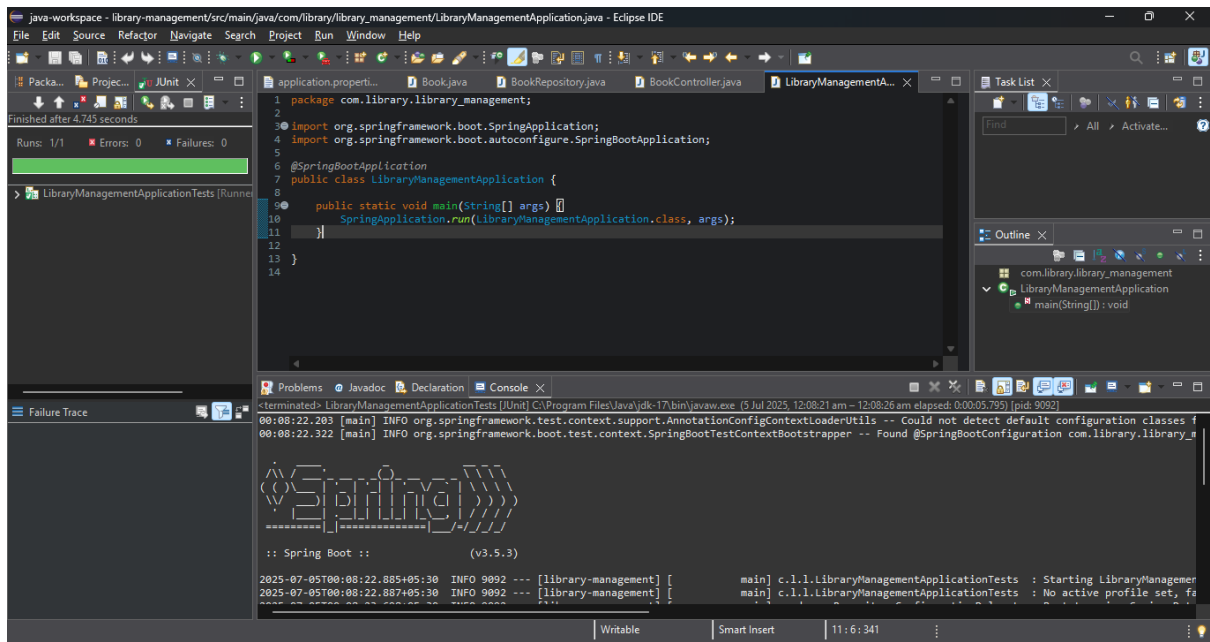 java-workspace - library-management/src/main/java/com/library/library_management/LibraryManagementApplication.java - Eclipse IDE
File Edit Source Refactor Navigate Search Project Run Window Help
Packa... Projec... JUnit
Finished after 4.745 seconds
Runs: 1/1 Errors: 0 Failures: 0
LibraryManagementApplicationTests [Runner
Failure Trace
application.properti... Book.java BookRepository.java BookController.java LibraryManagementA...
1 package com.library.library_management;
2
3 import org.springframework.boot.SpringApplication;
4 import org.springframework.boot.autoconfigure.SpringBootApplication;
5
6 @SpringBootApplication
7 public class LibraryManagementApplication {
8
9 public static void main(String[] args) {
10 SpringApplication.run(LibraryManagementApplication.class, args);
11 }
12
13 }
14
Task List
Find All Activate...
Outline
com.library.library_management
LibraryManagementApplication
main(String[]) : void
Problems Javadoc Declaration Console
<terminated> LibraryManagementApplicationTests [JUnit] C:\Program Files\Java\jdk-17\bin\javaw.exe (5 Jul 2025, 12:08:21 am – 12:08:26 am elapsed: 0:00:05.795) [pid: 9092]
00:08:22.203 [main] INFO org.springframework.test.context.support.AnnotationConfigContextLoaderUtils -- Could not detect default configuration classes f
00:08:22.322 [main] INFO org.springframework.boot.test.context.SpringBootTestContextBootstrapper -- Found @SpringBootConfiguration com.library.library_m
Spring
:: Spring Boot :: (v3.5.3)
2025-07-05T00:08:22.885+05:30 INFO 9092 --- [library-management] [ main] c.l.l.LibraryManagementApplicationTests : Starting LibraryManagemen
2025-07-05T00:08:22.887+05:30 INFO 9092 --- [library-management] [ main] c.l.l.LibraryManagementApplicationTests : No active profile set, fa
Writable Smart Insert 11 : 6 : 341